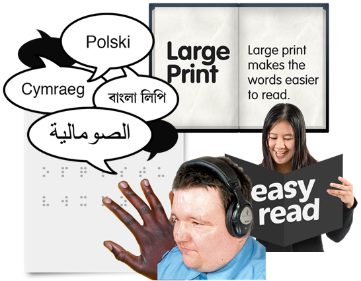 Polski
Cymraeg
বাংলা লিপি
الصومالية
Large
Print
Large print
makes the
words easier
to read.
easy
read